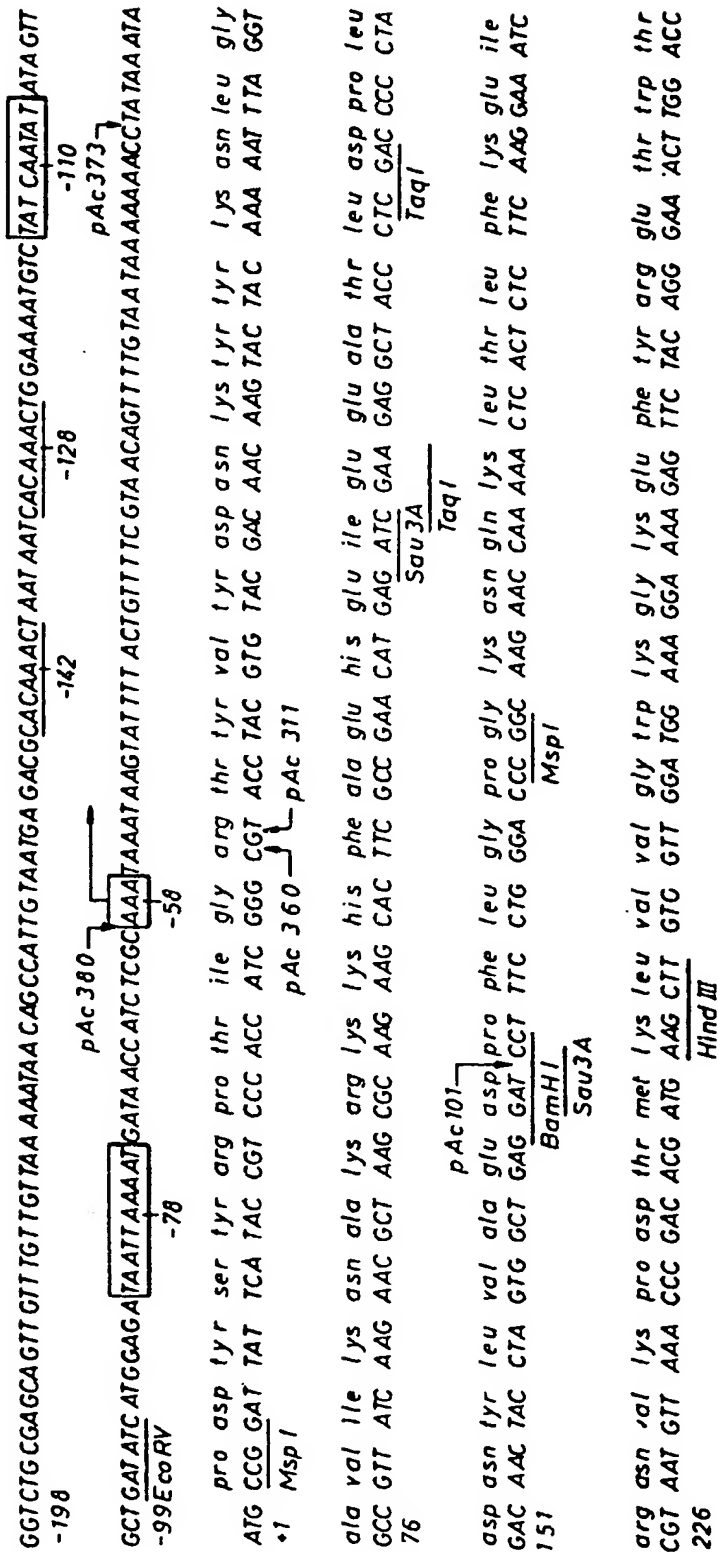 GGTCTGCGAGCAGTTGTTTGTTGTTAAAAATAACAGCCATTGTAATGAGACGCACAAACTAATAATCACAAACTGGAAAATGTCTATCAATATATAGTT
-198 -142 -128 -110
pAc380 pAc373
GCTGATATCATGGAGATAATTAAAATGATAACCATCTCGCAAATAAATAAGTATTTTACTGTTTTCGTAACAGTTTTGTAATAAAAAAACCTATAAATA
-99EcoRV -78 -58
pro asp tyr ser tyr arg pro thr ile gly arg thr tyr val tyr asp asn lys tyr tyr lys asn leu gly
ATG CCG GAT TAT TCA TAC CGT CCC ACC ATC GGG CGT ACC TAC GTG TAC GAC AAC AAG TAC TAC AAA AAT TTA GGT
+1 MspI pAc 360 pAc 311
ala val Ile lys asn ala lys arg lys lys his phe ala glu his glu ile glu glu ala thr leu asp pro leu
GCC GTT ATC AAG AAC GCT AAG CGC AAG AAG CAC TTC GCC GAA CAT GAG ATC GAA GAG GCT ACC CTC GAC CCC CTA
76 Sau3A TaqI TaqI
pAc101
asp asn tyr leu val ala glu asp pro phe leu gly pro gly lys asn gln lys leu thr leu phe lys glu ile
GAC AAC TAC CTA GTG GCT GAG GAT CCT TTC CTG GGA CCC GGC AAG AAC CAA AAA CTC ACT CTC TTC AAG GAA ATC
151 BamHI Sau3A MspI
arg asn val lys pro asp thr met lys leu val val gly trp lys gly lys glu phe tyr arg glu thr trp thr
CGT AAT GTT AAA CCC GAC ACG ATG AAG CTT GTG GTT GGA TGG AAA GGA AAA GAG TTC TAC AGG GAA ACT TGG ACC
226 Hind III